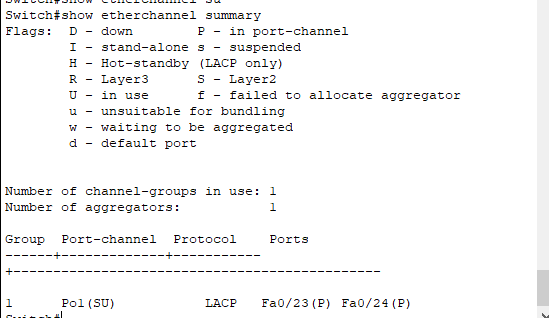 Switch#show etherchannel su
Switch#show etherchannel summary
Flags:  D - down        P - in port-channel
        I - stand-alone s - suspended
        H - Hot-standby (LACP only)
        R - Layer3      S - Layer2
        U - in use      f - failed to allocate aggregator
        u - unsuitable for bundling
        w - waiting to be aggregated
        d - default port
Number of channel-groups in use: 1
Number of aggregators:           1
Group  Port-channel  Protocol    Ports
------+-------------+-----------
+----------------------------------------------
1      Po1(SU)           LACP   Fa0/23(P) Fa0/24(P)
Switch#